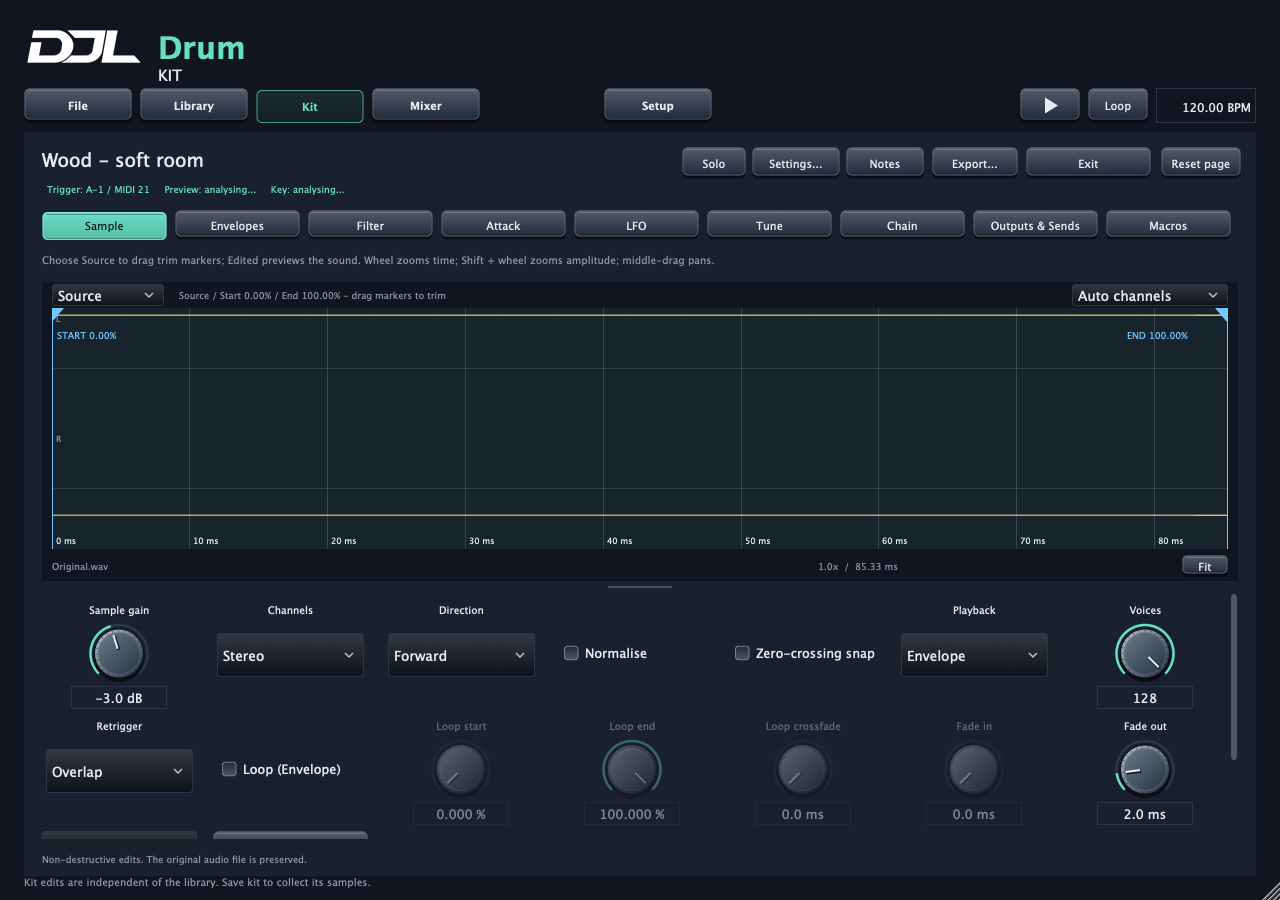 DJL
Drum
KIT
File
Library
Kit
Mixer
Setup
Loop
120.00 BPM
Wood – soft room
Solo
Settings...
Notes
Export...
Exit
Reset page
Trigger: A-1 / MIDI 21
Preview: analysing...
Key: analysing...
Sample
Envelopes
Filter
Attack
LFO
Tune
Chain
Outputs & Sends
Macros
Choose Source to drag trim markers; Edited previews the sound. Wheel zooms time; Shift + wheel zooms amplitude; middle-drag pans.
Source
Source / Start 0.00% / End 100.00% – drag markers to trim
Auto channels
L
START 0.00%
END 100.00%
R
0 ms
10 ms
20 ms
30 ms
40 ms
50 ms
60 ms
70 ms
80 ms
Original.wav
1.0x / 85.33 ms
Fit
Sample gain
Channels
Direction
Playback
Voices
Stereo
Forward
Normalise
Zero-crossing snap
Envelope
-3.0 dB
128
Retrigger
Loop start
Loop end
Loop crossfade
Fade in
Fade out
Overlap
Loop (Envelope)
0.000 %
100.000 %
0.0 ms
0.0 ms
2.0 ms
Non-destructive edits. The original audio file is preserved.
Kit edits are independent of the library. Save kit to collect its samples.